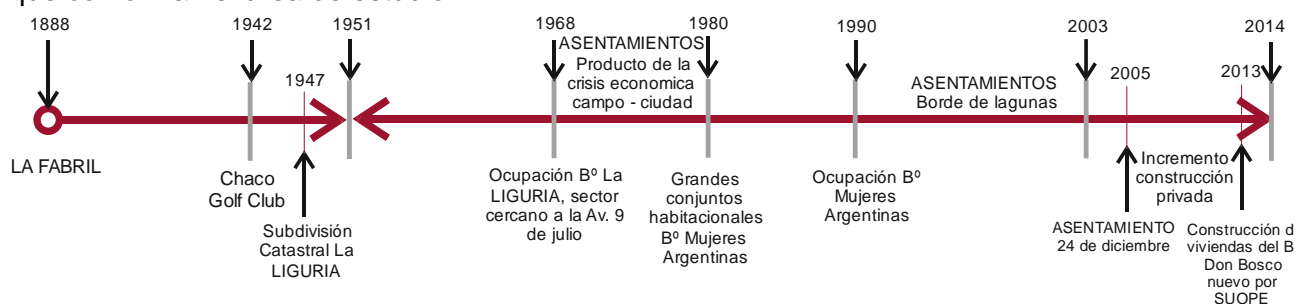 1888
1942
1951
1968
1980
1990
2003
2014
1947
ASENTAMIENTOS
Producto de la
crisis economica
campo - ciudad
ASENTAMIENTOS
Borde de lagunas
2005
2013
LA FABRIL
Chaco
Golf Club
Subdivisión
Catastral La
LIGURIA
Ocupación Bº La
LIGURIA, sector
cercano a la Av. 9
de julio
Grandes
conjuntos
habitacionales
Bº Mujeres
Argentinas
Ocupación Bº
Mujeres
Argentinas
Incremento
construcción
privada
ASENTAMIENTO
24 de diciembre
Construcción d
viviendas del B
Don Bosco
nuevo por
SUOPE